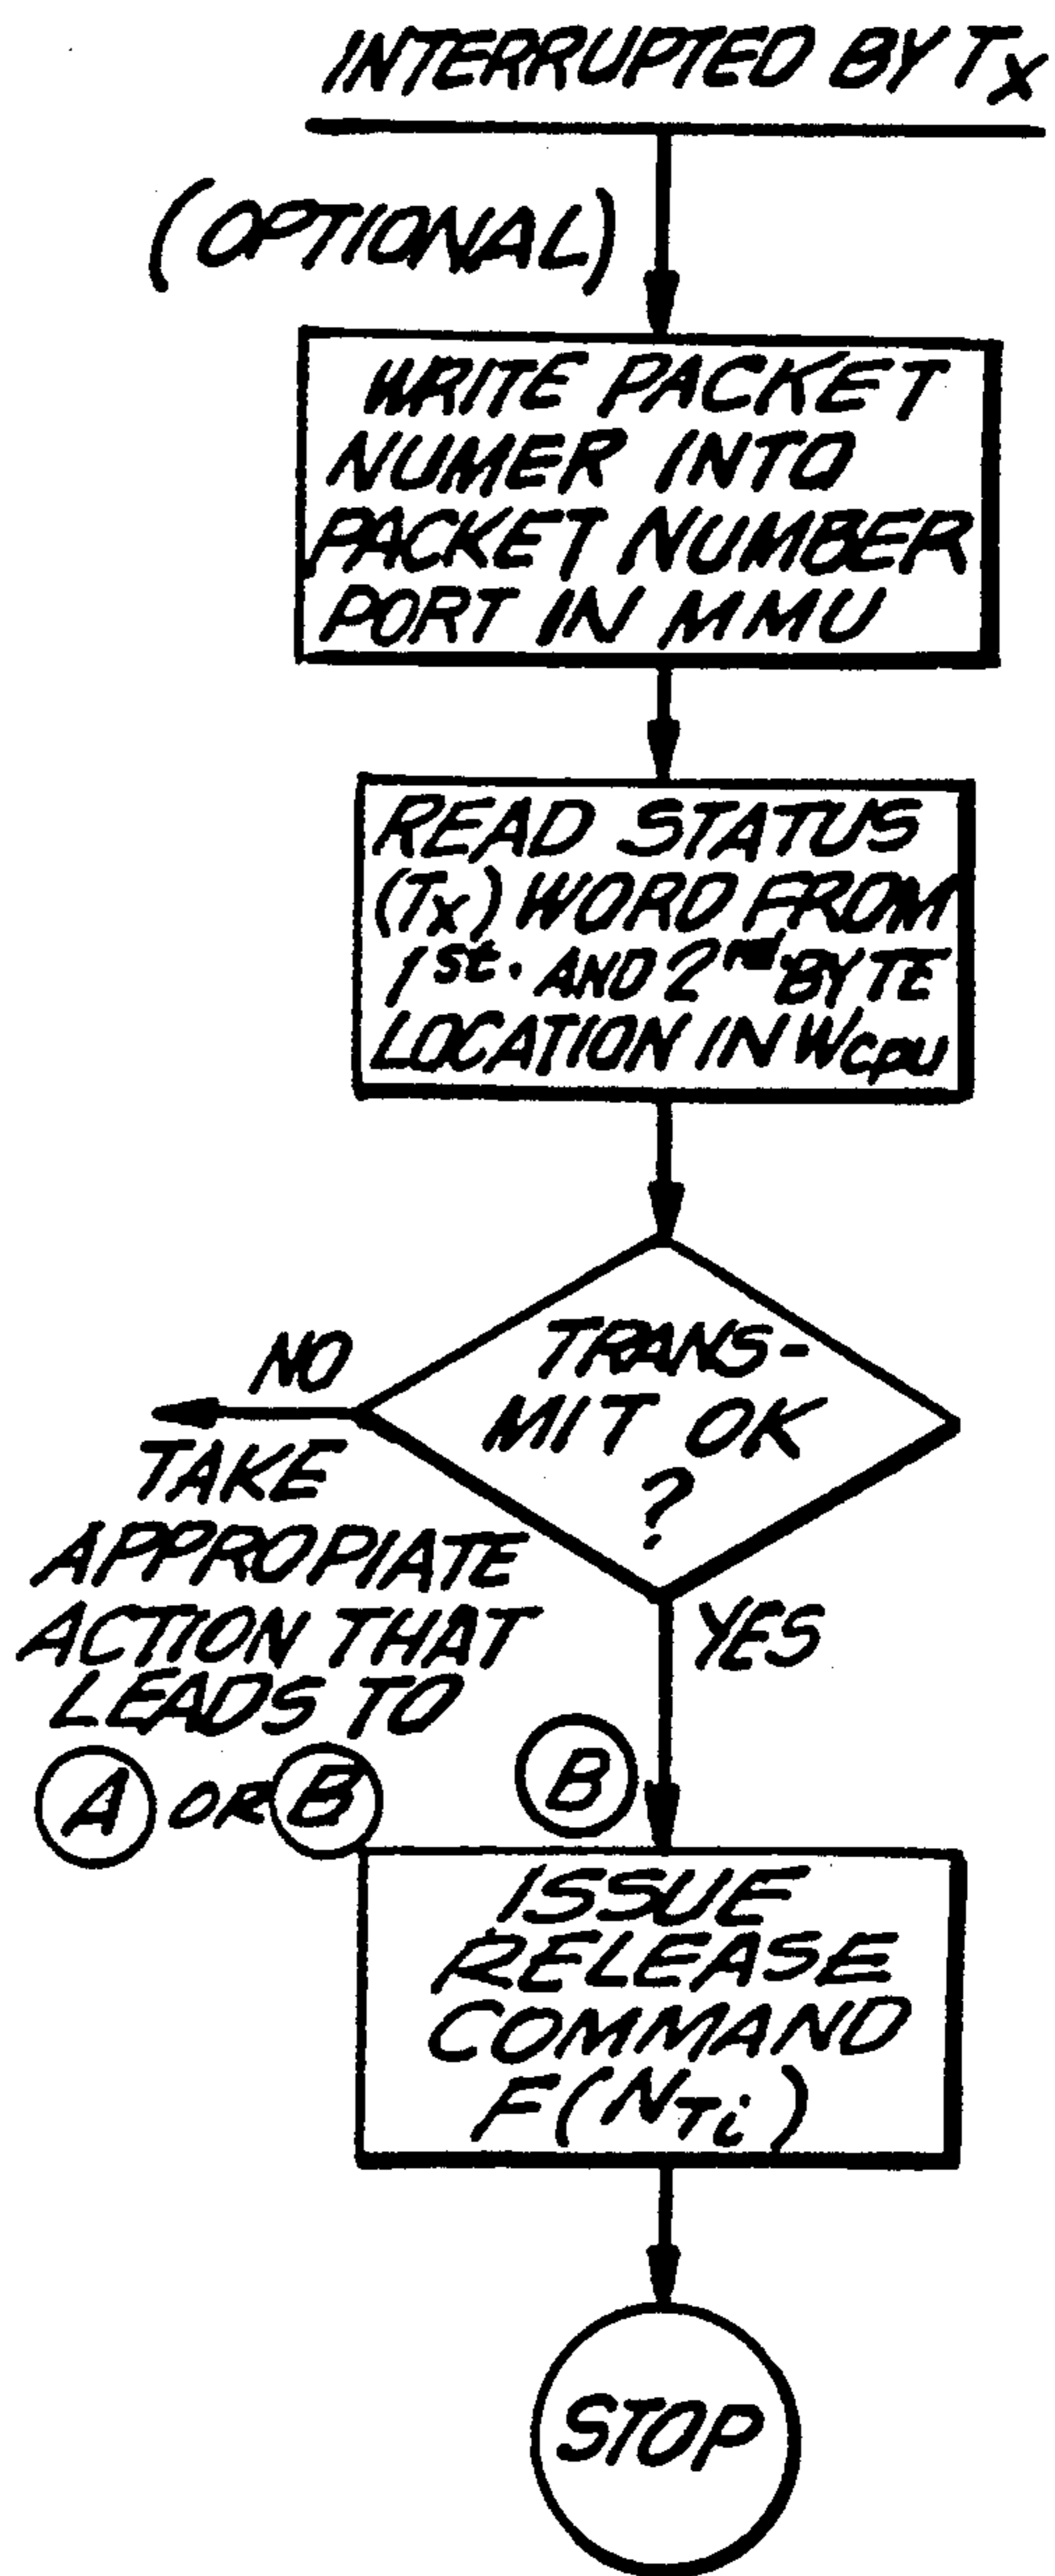 INTERRUPTED BY Tx
(OPTIONAL)
WRITE PACKET
NUMER INTO
PACKET NUMBER
PORT IN MMU
READ STATUS
(Tx) WORD FROM
1st. AND 2nd. BYTE
LOCATION IN Wcpu
TRANS-
MIT OK
?
NO
TAKE
APPROPIATE
ACTION THAT
LEADS TO
A OR B
YES
B
ISSUE
RELEASE
COMMAND
F(NTi)
STOP